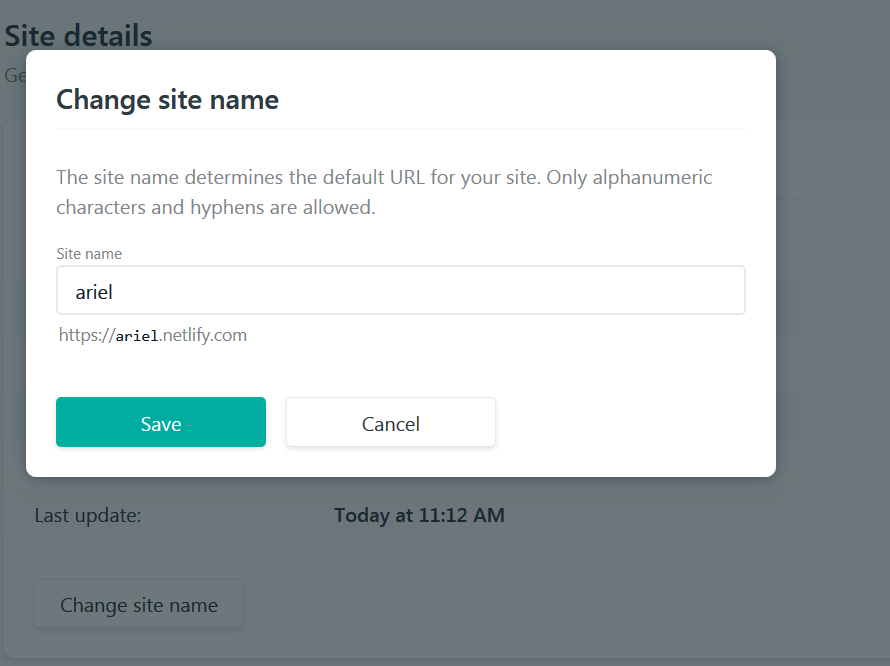 Site details
Ge
Change site name
The site name determines the default URL for your site. Only alphanumeric
characters and hyphens are allowed.
Site name
ariel
https://ariel.netlify.com
Save Cancel
Last update: Today at 11:12 AM
Change site name